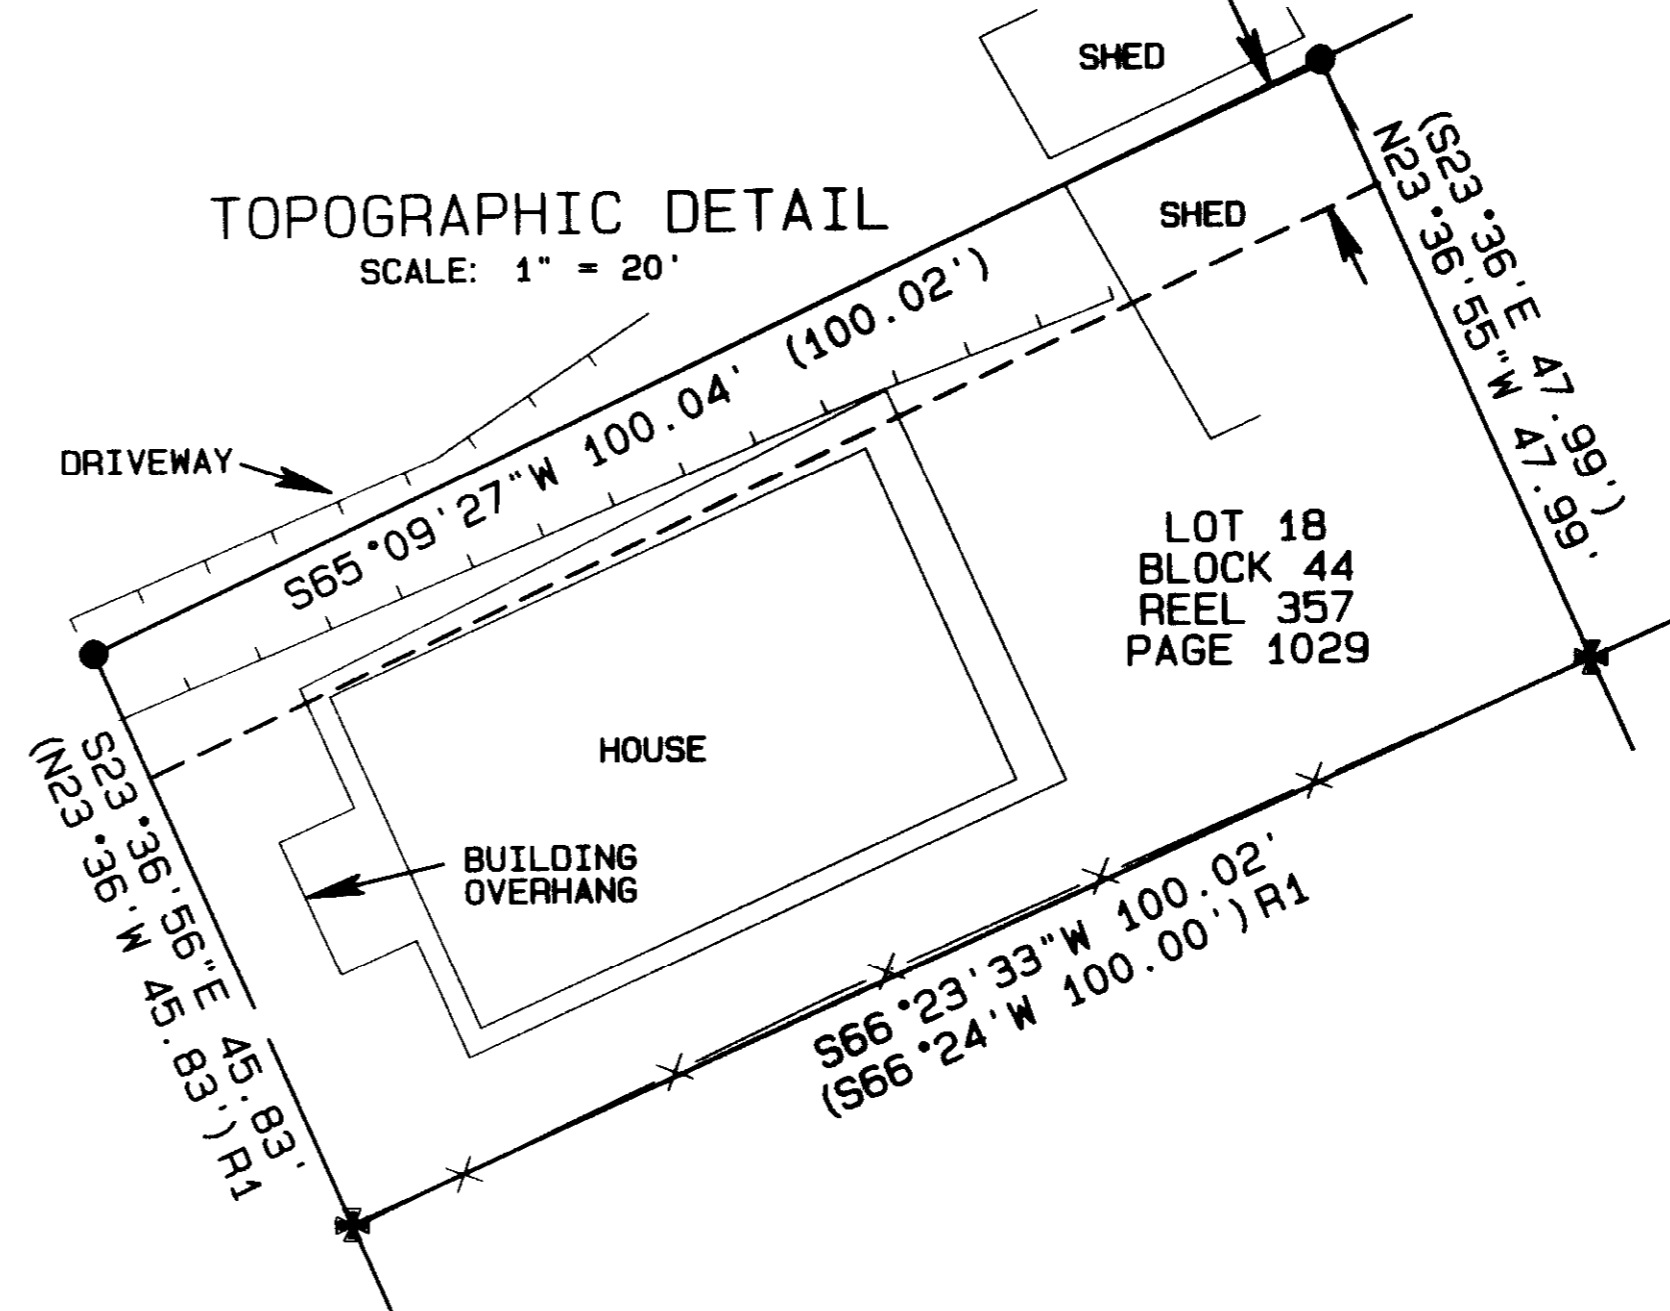 SHED
TOPOGRAPHIC DETAIL
SCALE: 1" = 20'
SHED
(S23°36'E 47.99')
N23°36'55"W 47.99'
S65°09'27"W 100.04' (100.02')
DRIVEWAY
LOT 18
BLOCK 44
REEL 357
PAGE 1029
HOUSE
BUILDING
OVERHANG
S23°36'56"E 45.83'
(N23°36'W 45.83')R1
S66°23'33"W 100.02'
(S66°24'W 100.00')R1